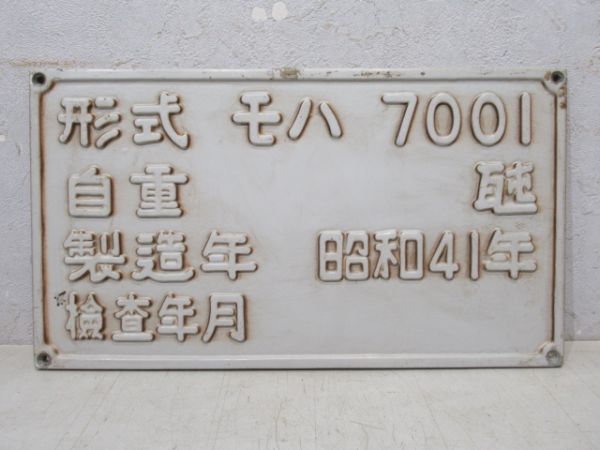 形式 モハ 7001
自重 瓲
製造年 昭和41年
検査年月